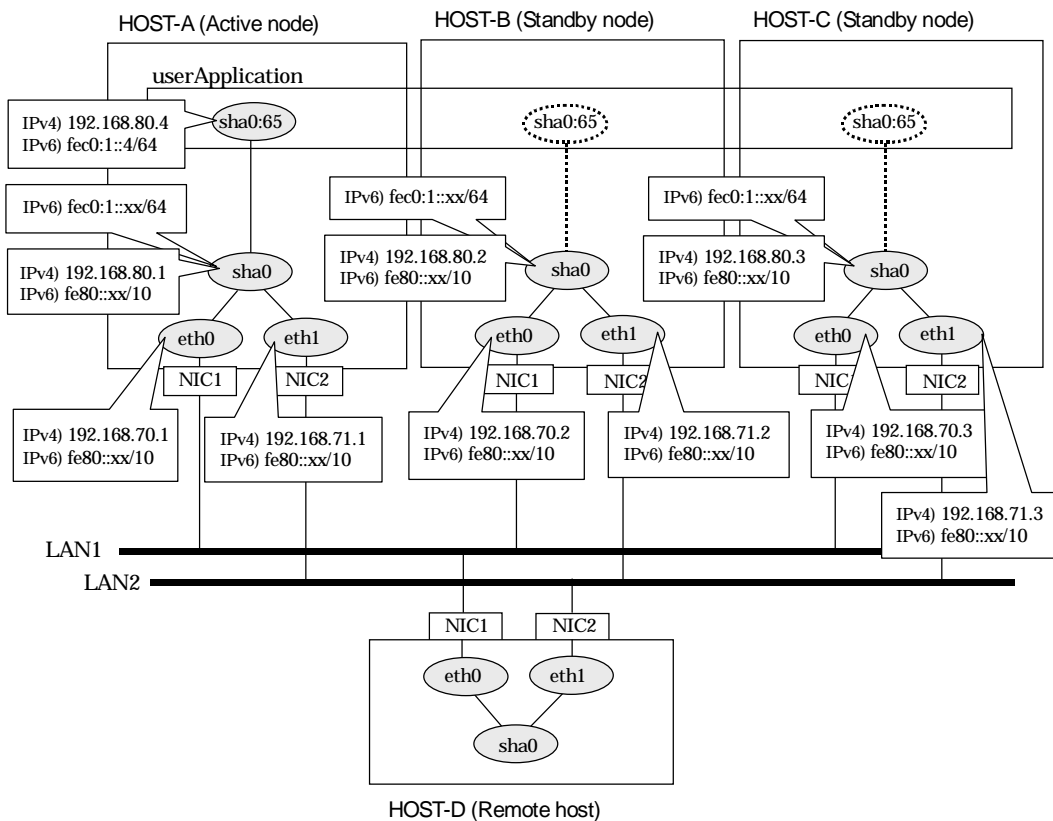 HOST-A (Active node)
HOST-B (Standby node)
HOST-C (Standby node)
userApplication
IPv4) 192.168.80.4
IPv6) fec0:1::4/64
sha0:65
sha0:65
sha0:65
IPv6) fec0:1::xx/64
IPv6) fec0:1::xx/64
IPv6) fec0:1::xx/64
IPv4) 192.168.80.1
IPv6) fe80::xx/10
sha0
IPv4) 192.168.80.2
IPv6) fe80::xx/10
sha0
IPv4) 192.168.80.3
IPv6) fe80::xx/10
sha0
eth0
eth1
eth0
eth1
eth0
eth1
NIC1
NIC2
NIC1
NIC2
NIC1
NIC2
IPv4) 192.168.70.1
IPv6) fe80::xx/10
IPv4) 192.168.71.1
IPv6) fe80::xx/10
IPv4) 192.168.70.2
IPv6) fe80::xx/10
IPv4) 192.168.71.2
IPv6) fe80::xx/10
IPv4) 192.168.70.3
IPv6) fe80::xx/10
IPv4) 192.168.71.3
IPv6) fe80::xx/10
LAN1
LAN2
NIC1
NIC2
eth0
eth1
sha0
HOST-D (Remote host)